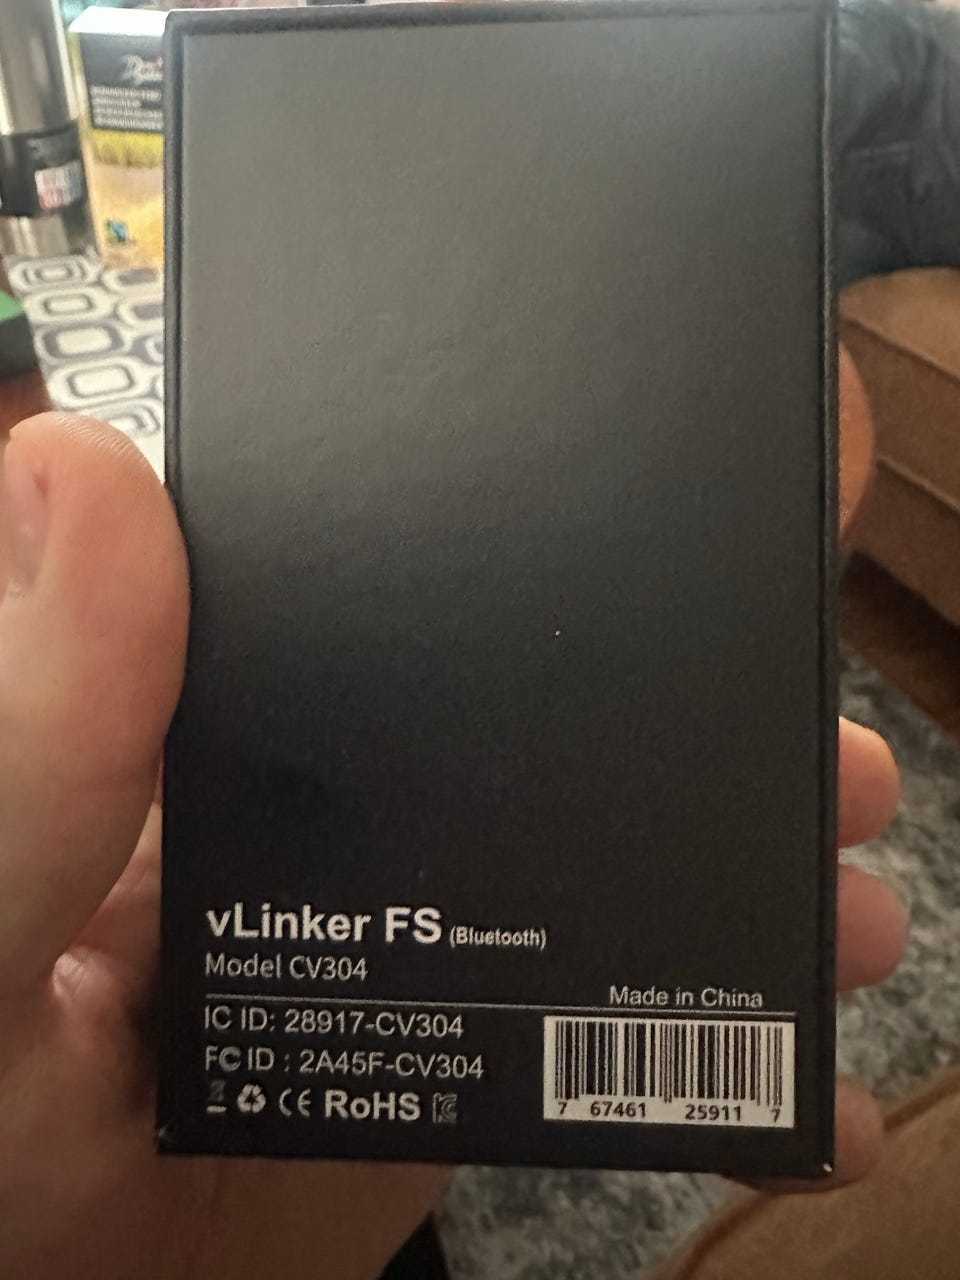 vLinker FS (Bluetooth)
Model CV304
Made in China
IC ID: 28917-CV304
FC ID : 2A45F-CV304
CE RoHS
7 67461 25911 7